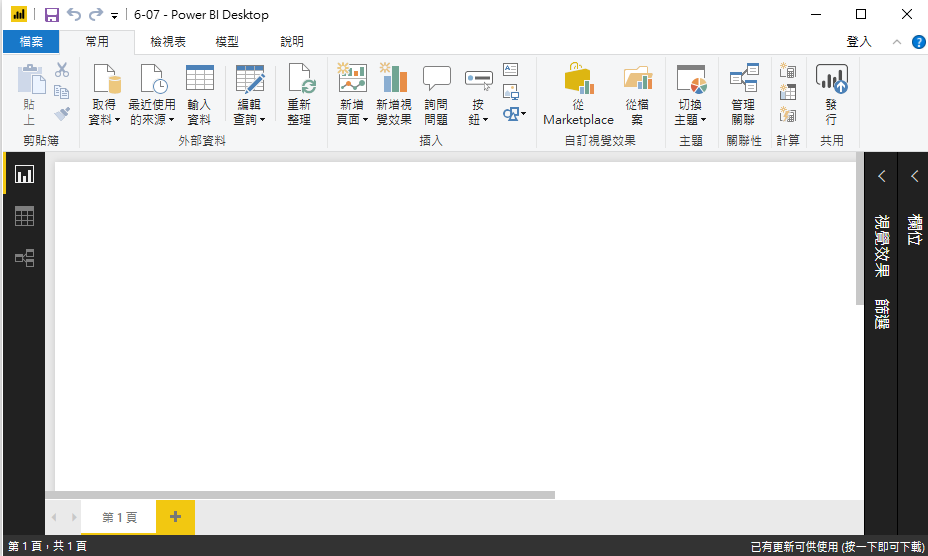 6-07 - Power BI Desktop
檔案 常用 檢視表 模型 說明 登入
貼上
取得資料
最近使用的來源
輸入資料
編輯查詢
重新整理
新增頁面
新增視覺效果
詢問問題
按鈕
從 Marketplace
從檔案
切換主題
管理關聯
發行
剪貼簿 外部資料 插入 自訂視覺效果 主題 關聯性 計算 共用
視覺效果
篩選
欄位
第 1 頁
第 1 頁，共 1 頁
已有更新可供使用 (按一下即可下載)